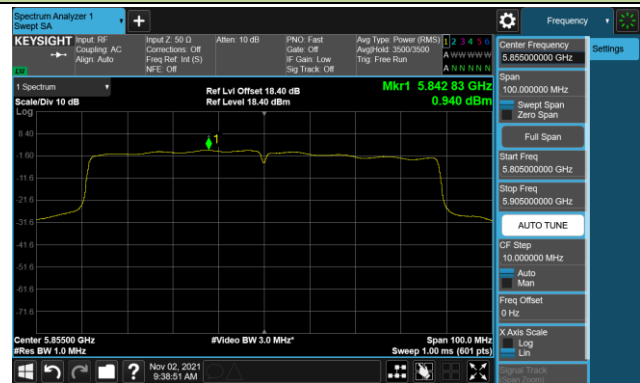 Spectrum Analyzer 1
Swept SA
Frequency
KEYSIGHT
Input: RF
Coupling: AC
Align: Auto
Input Z: 50 Ω
Corrections: Off
Freq Ref: Int (S)
NFE: Off
Atten: 10 dB
PNO: Fast
Gate: Off
IF Gain: Low
Sig Track: Off
Avg Type: Power (RMS)
Avg|Hold: 3500/3500
Trig: Free Run
1 2 3 4 5 6
A W W W W W
A N N N N N
LW
1 Spectrum
Scale/Div 10 dB
Log
Ref Lvl Offset 18.40 dB
Ref Level 18.40 dBm
Mkr1 5.842 83 GHz
0.940 dBm
1
8.40
-1.60
-11.6
-21.6
-31.6
-41.6
-51.6
-61.6
-71.6
Center 5.85500 GHz
#Res BW 1.0 MHz
#Video BW 3.0 MHz*
Span 100.0 MHz
Sweep 1.00 ms (601 pts)
Nov 02, 2021
9:38:51 AM
Center Frequency
5.855000000 GHz
Settings
Span
100.000000 MHz
Swept Span
Zero Span
Full Span
Start Freq
5.805000000 GHz
Stop Freq
5.905000000 GHz
AUTO TUNE
CF Step
10.000000 MHz
Auto
Man
Freq Offset
0 Hz
X Axis Scale
Log
Lin
Signal Track
(Span Zoom)